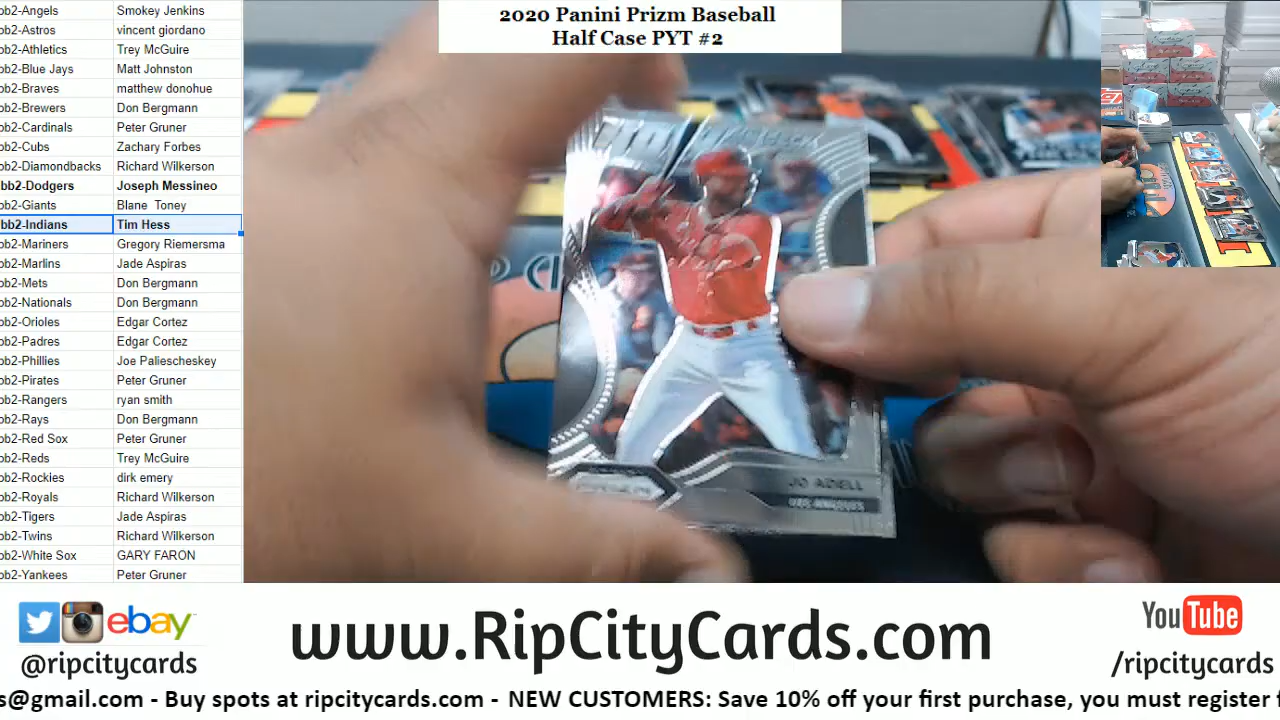 2020 Panini Prizm Baseball
Half Case PYT #2
bb2-Angels Smokey Jenkins
bb2-Astros vincent giordano
bb2-Athletics Trey McGuire
bb2-Blue Jays Matt Johnston
bb2-Braves matthew donohue
bb2-Brewers Don Bergmann
bb2-Cardinals Peter Gruner
bb2-Cubs Zachary Forbes
bb2-Diamondbacks Richard Wilkerson
bb2-Dodgers Joseph Messineo
bb2-Giants Blane Toney
bb2-Indians Tim Hess
bb2-Mariners Gregory Riemersma
bb2-Marlins Jade Aspiras
bb2-Mets Don Bergmann
bb2-Nationals Don Bergmann
bb2-Orioles Edgar Cortez
bb2-Padres Edgar Cortez
bb2-Phillies Joe Paliescheskey
bb2-Pirates Peter Gruner
bb2-Rangers ryan smith
bb2-Rays Don Bergmann
bb2-Red Sox Peter Gruner
bb2-Reds Trey McGuire
bb2-Rockies dirk emery
bb2-Royals Richard Wilkerson
bb2-Tigers Jade Aspiras
bb2-Twins Richard Wilkerson
bb2-White Sox GARY FARON
bb2-Yankees Peter Gruner
JO ADELL
ebay
@ripcitycards
www.RipCityCards.com
YouTube
/ripcitycards
s@gmail.com - Buy spots at ripcitycards.com - NEW CUSTOMERS: Save 10% off your first purchase, you must register f